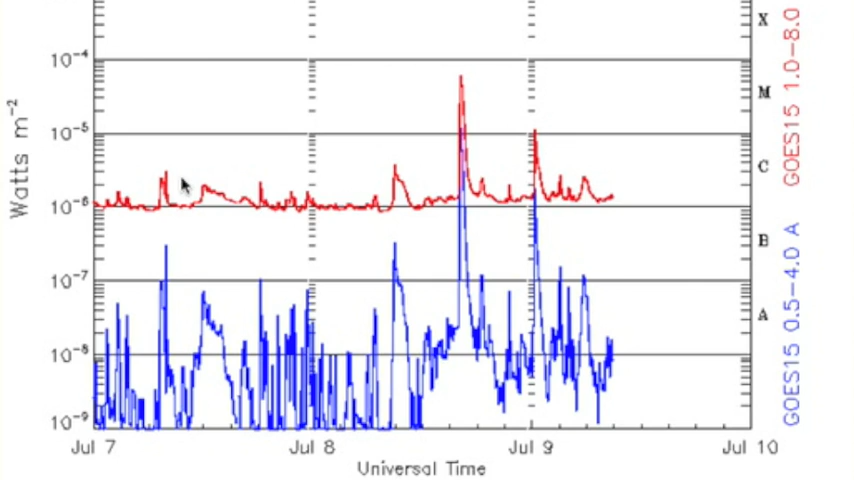 X
10⁻⁴
M
10⁻⁵
C
10⁻⁶
B
10⁻⁷
A
10⁻⁸
10⁻⁹
Watts m⁻²
Jul 7
Jul 8
Jul 9
Jul 10
Universal Time
GOES15 1.0–8.0
GOES15 0.5–4.0 A